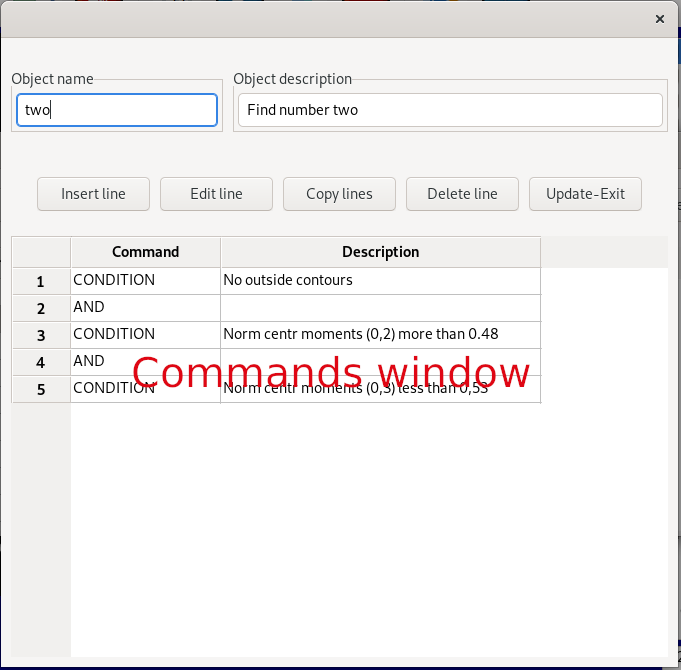 Object name Object description
two Find number two
Insert line Edit line Copy lines Delete line Update-Exit
Command Description
1 CONDITION No outside contours
2 AND
3 CONDITION Norm centr moments (0,2) more than 0.48
4 AND
Commands window
5 CONDITION Norm centr moments (0,3) less than 0,53